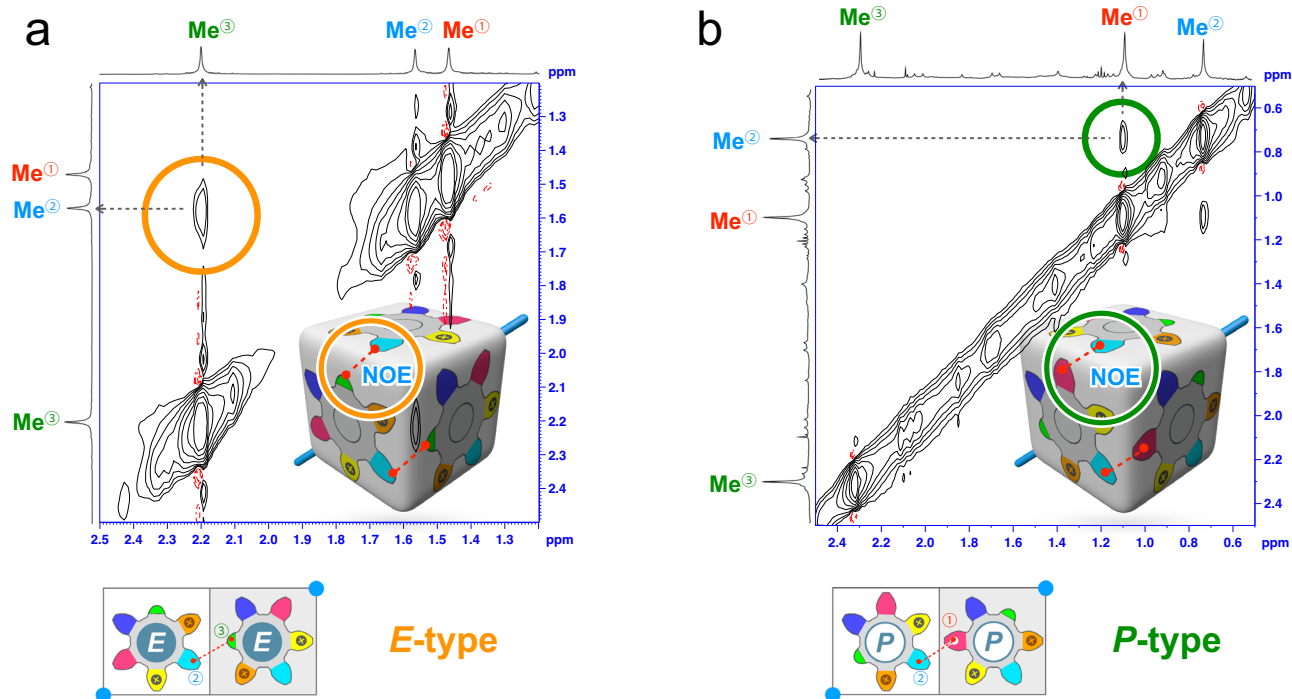 a
Me③
Me②
Me①
ppm
Me①
Me②
Me③
1.3
1.4
1.5
1.6
1.7
1.8
1.9
2.0
2.1
2.2
2.3
2.4
2.5
NOE
2.5 2.4 2.3 2.2 2.1 2.0 1.9 1.8 1.7 1.6 1.5 1.4 1.3 ppm
E
E
③
②
E-type
b
Me③
Me①
Me②
ppm
Me②
Me①
Me③
0.6
0.8
1.0
1.2
1.4
1.6
1.8
2.0
2.2
2.4
NOE
2.4 2.2 2.0 1.8 1.6 1.4 1.2 1.0 0.8 0.6 ppm
P
P
①
②
P-type